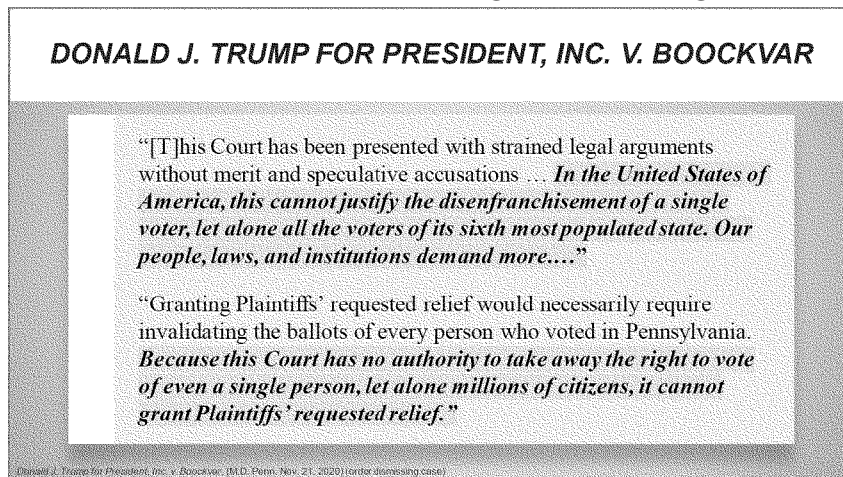 DONALD J. TRUMP FOR PRESIDENT, INC. V. BOOCKVAR
“[T]his Court has been presented with strained legal arguments
without merit and speculative accusations … In the United States of
America, this cannot justify the disenfranchisement of a single
voter, let alone all the voters of its sixth most populated state. Our
people, laws, and institutions demand more….”
“Granting Plaintiffs’ requested relief would necessarily require
invalidating the ballots of every person who voted in Pennsylvania.
Because this Court has no authority to take away the right to vote
of even a single person, let alone millions of citizens, it cannot
grant Plaintiffs’ requested relief.”
Donald J. Trump for President, Inc. v. Boockvar, (M.D. Penn. Nov. 21, 2020) (order dismissing case)